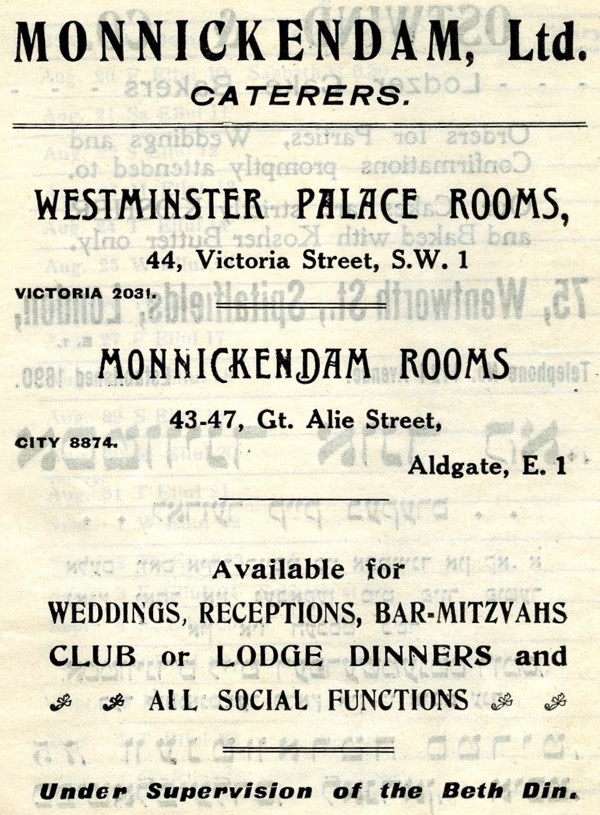 MONNICKENDAM, Ltd.
CATERERS.
WESTMINSTER PALACE ROOMS,
44, Victoria Street, S.W. 1
VICTORIA 2031.
MONNICKENDAM ROOMS
43-47, Gt. Alie Street,
CITY 8874.
Aldgate, E. 1
Available for
WEDDINGS, RECEPTIONS, BAR-MITZVAHS
CLUB or LODGE DINNERS and
ALL SOCIAL FUNCTIONS
Under Supervision of the Beth Din.